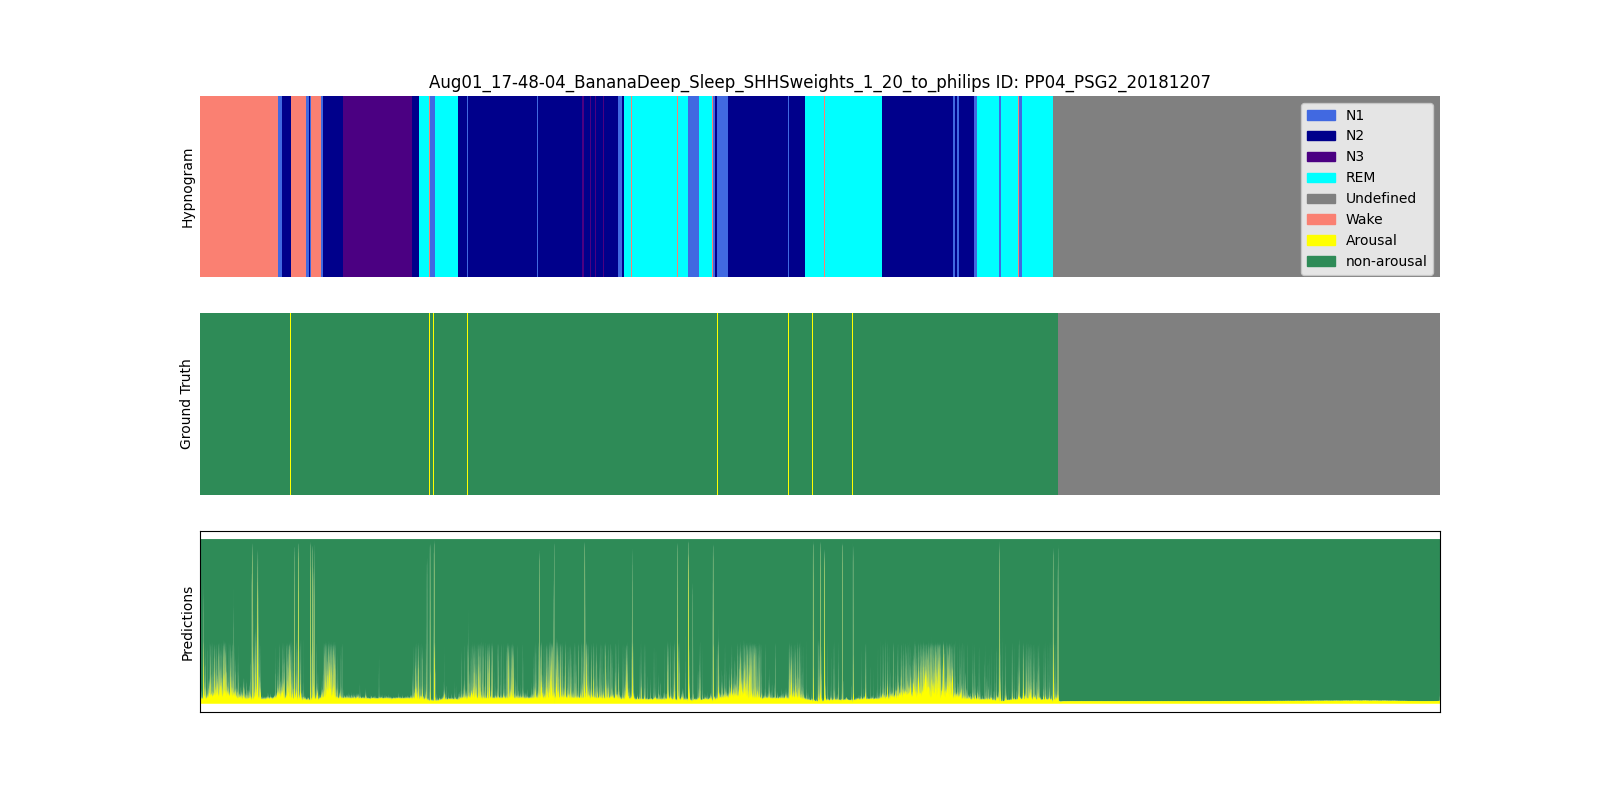 Aug01_17-48-04_BananaDeep_Sleep_SHHSweights_1_20_to_philips ID: PP04_PSG2_20181207
Hypnogram
N1
N2
N3
REM
Undefined
Wake
Arousal
non-arousal
Ground Truth
Predictions